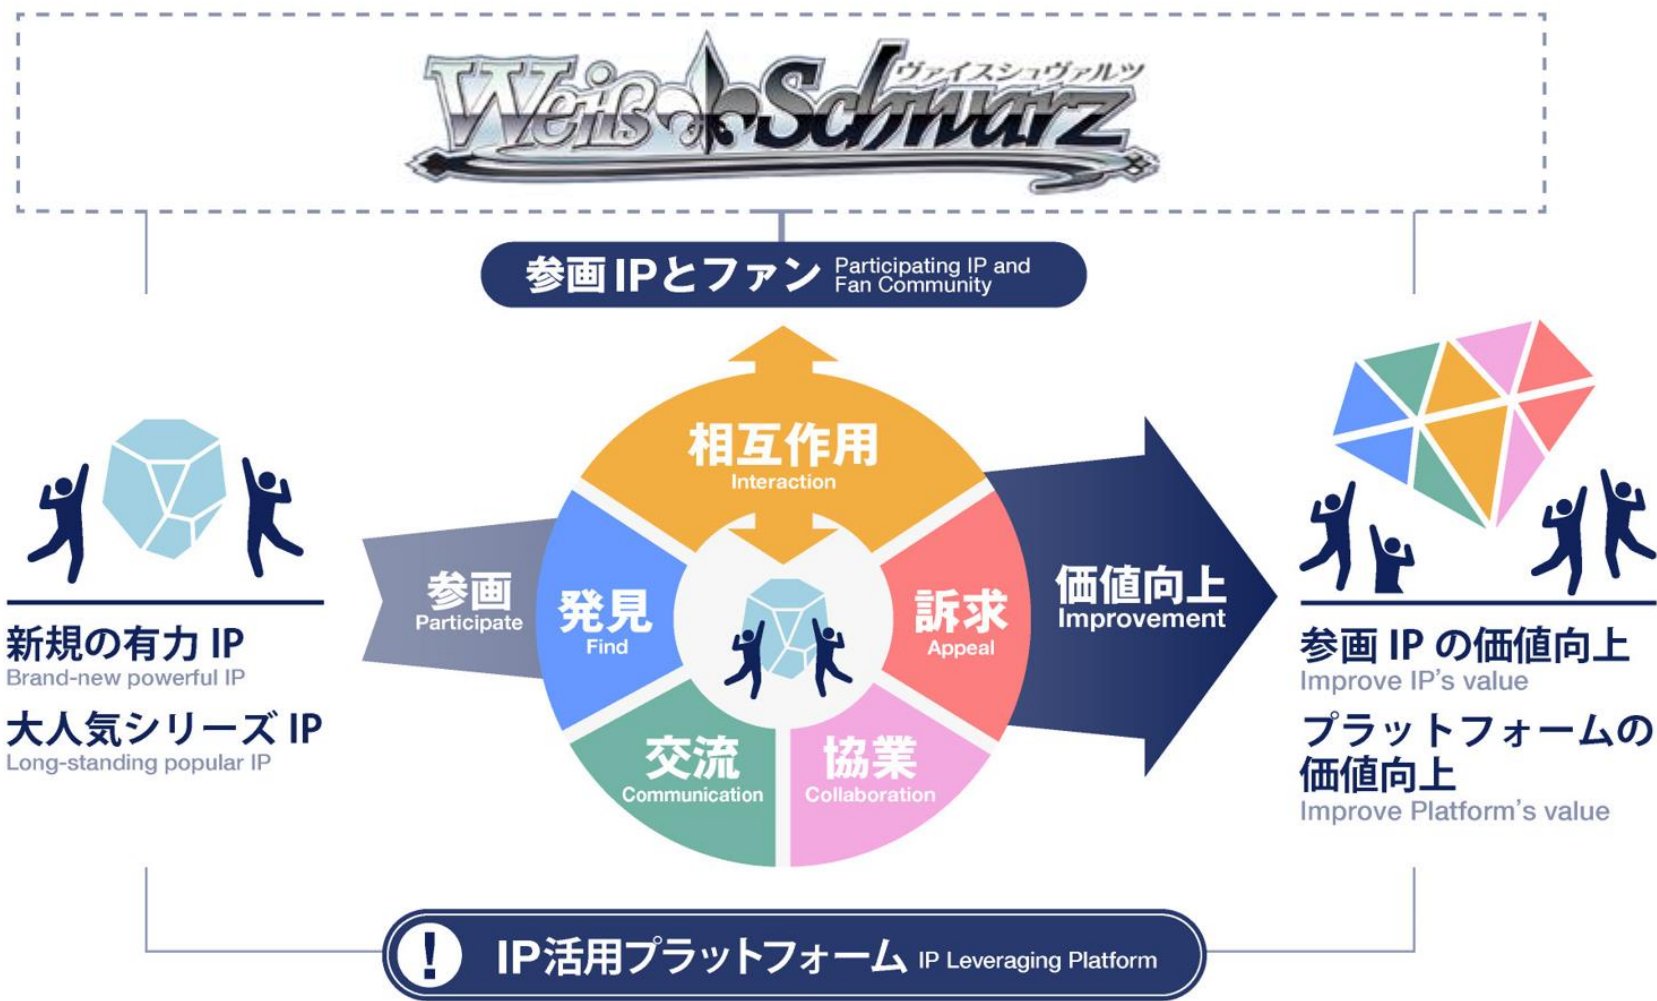 Weiß Schwarz
ヴァイスシュヴァルツ
参画IPとファン
Participating IP and
Fan Community
相互作用
Interaction
参画
Participate
発見
Find
訴求
Appeal
価値向上
Improvement
交流
Communication
協業
Collaboration
新規の有力 IP
Brand-new powerful IP
大人気シリーズ IP
Long-standing popular IP
参画 IP の価値向上
Improve IP's value
プラットフォームの
価値向上
Improve Platform's value
! IP活用プラットフォーム IP Leveraging Platform